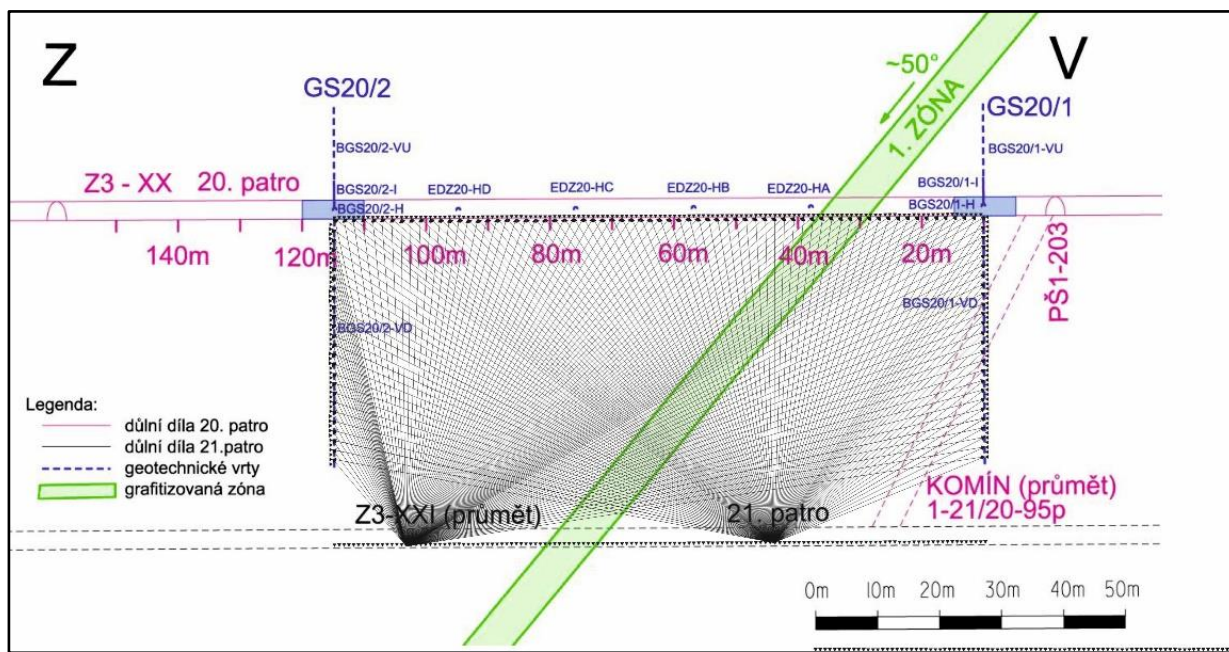 Z
V
~50°
GS20/2
GS20/1
1. ZÓNA
BGS20/2-VU
BGS20/1-VU
Z3 - XX 20. patro
BGS20/2-I
EDZ20-HD
EDZ20-HC
EDZ20-HB
EDZ20-HA
BGS20/1-I
BGS20/2-H
BGS20/1-H
140m
120m
100m
80m
60m
40m
20m
PŠ1-203
BGS20/2-VD
BGS20/1-VD
Legenda:
důlní díla 20. patro
důlní díla 21.patro
geotechnické vrty
grafitizovaná zóna
Z3-XXI (průmět)
21. patro
KOMÍN (průmět)
1-21/20-95p
0m
10m
20m
30m
40m
50m